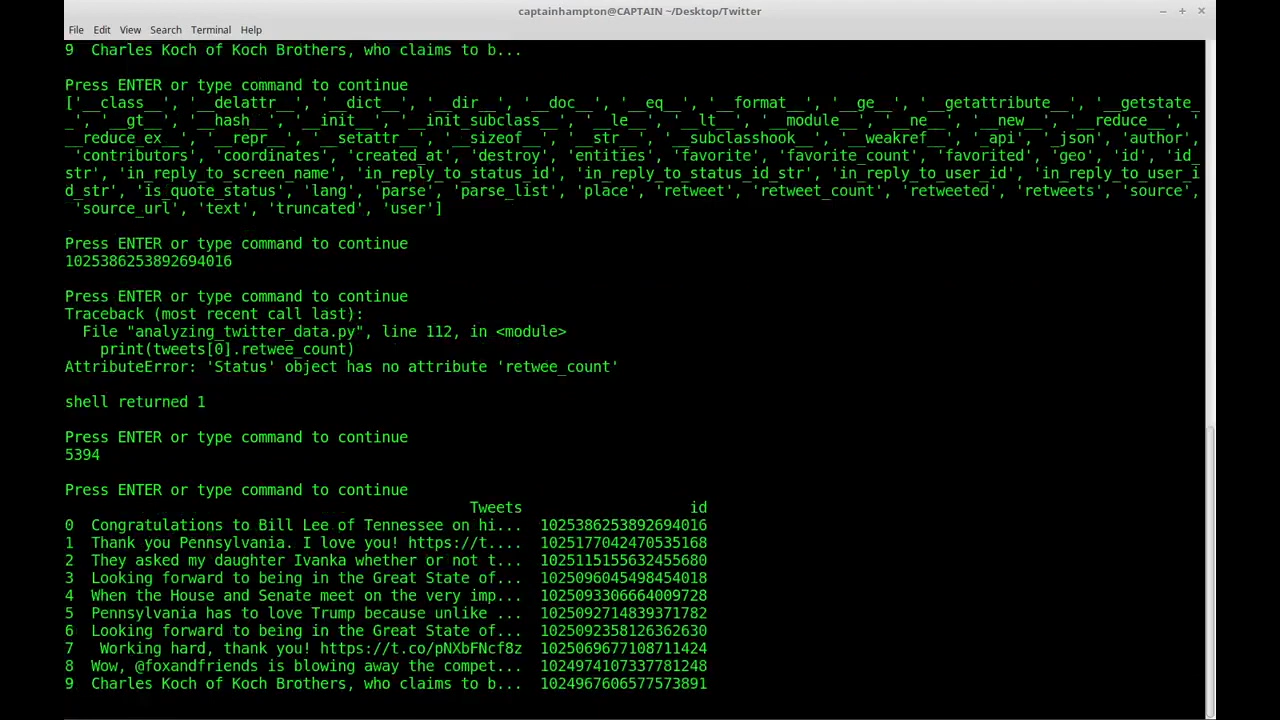 captainhampton@CAPTAIN ~/Desktop/Twitter
File Edit View Search Terminal Help
9  Charles Koch of Koch Brothers, who claims to b...
Press ENTER or type command to continue
['__class__', '__delattr__', '__dict__', '__dir__', '__doc__', '__eq__', '__format__', '__ge__', '__getattribute__', '__getstate_
_', '__gt__', '__hash__', '__init__', '__init_subclass__', '__le__', '__lt__', '__module__', '__ne__', '__new__', '__reduce__', '
__reduce_ex__', '__repr__', '__setattr__', '__sizeof__', '__str__', '__subclasshook__', '__weakref__', '_api', '_json', 'author',
 'contributors', 'coordinates', 'created_at', 'destroy', 'entities', 'favorite', 'favorite_count', 'favorited', 'geo', 'id', 'id_
str', 'in_reply_to_screen_name', 'in_reply_to_status_id', 'in_reply_to_status_id_str', 'in_reply_to_user_id', 'in_reply_to_user_i
d_str', 'is_quote_status', 'lang', 'parse', 'parse_list', 'place', 'retweet', 'retweet_count', 'retweeted', 'retweets', 'source',
 'source_url', 'text', 'truncated', 'user']
Press ENTER or type command to continue
1025386253892694016
Press ENTER or type command to continue
Traceback (most recent call last):
  File "analyzing_twitter_data.py", line 112, in <module>
    print(tweets[0].retwee_count)
AttributeError: 'Status' object has no attribute 'retwee_count'
shell returned 1
Press ENTER or type command to continue
5394
Press ENTER or type command to continue
Tweets id
0  Congratulations to Bill Lee of Tennessee on hi...  1025386253892694016
1  Thank you Pennsylvania. I love you! https://t....  1025177042470535168
2  They asked my daughter Ivanka whether or not t...  1025115155632455680
3  Looking forward to being in the Great State of...  1025096045498454018
4  When the House and Senate meet on the very imp...  1025093306664009728
5  Pennsylvania has to love Trump because unlike ...  1025092714839371782
6  Looking forward to being in the Great State of...  1025092358126362630
7   Working hard, thank you! https://t.co/pNXbFNcf8z  1025069677108711424
8  Wow, @foxandfriends is blowing away the compet...  1024974107337781248
9  Charles Koch of Koch Brothers, who claims to b...  1024967606577573891